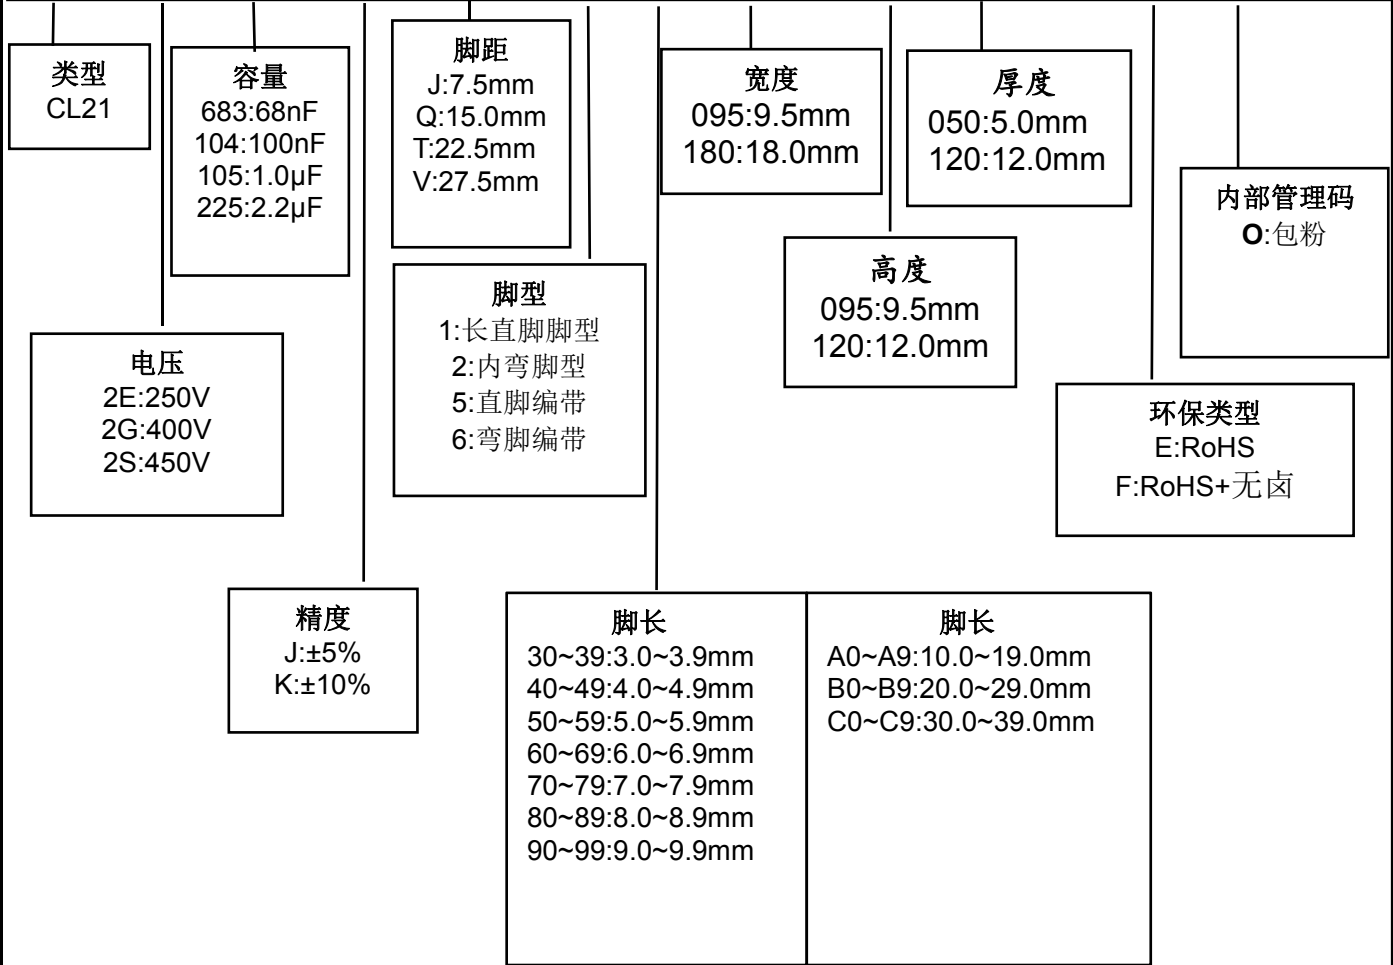 类型
CL21
容量
683:68nF
104:100nF
105:1.0μF
225:2.2μF
脚距
J:7.5mm
Q:15.0mm
T:22.5mm
V:27.5mm
宽度
095:9.5mm
180:18.0mm
厚度
050:5.0mm
120:12.0mm
内部管理码
O:包粉
高度
095:9.5mm
120:12.0mm
脚型
1:长直脚脚型
2:内弯脚型
5:直脚编带
6:弯脚编带
电压
2E:250V
2G:400V
2S:450V
环保类型
E:RoHS
F:RoHS+无卤
精度
J:±5%
K:±10%
脚长
30~39:3.0~3.9mm
40~49:4.0~4.9mm
50~59:5.0~5.9mm
60~69:6.0~6.9mm
70~79:7.0~7.9mm
80~89:8.0~8.9mm
90~99:9.0~9.9mm
脚长
A0~A9:10.0~19.0mm
B0~B9:20.0~29.0mm
C0~C9:30.0~39.0mm